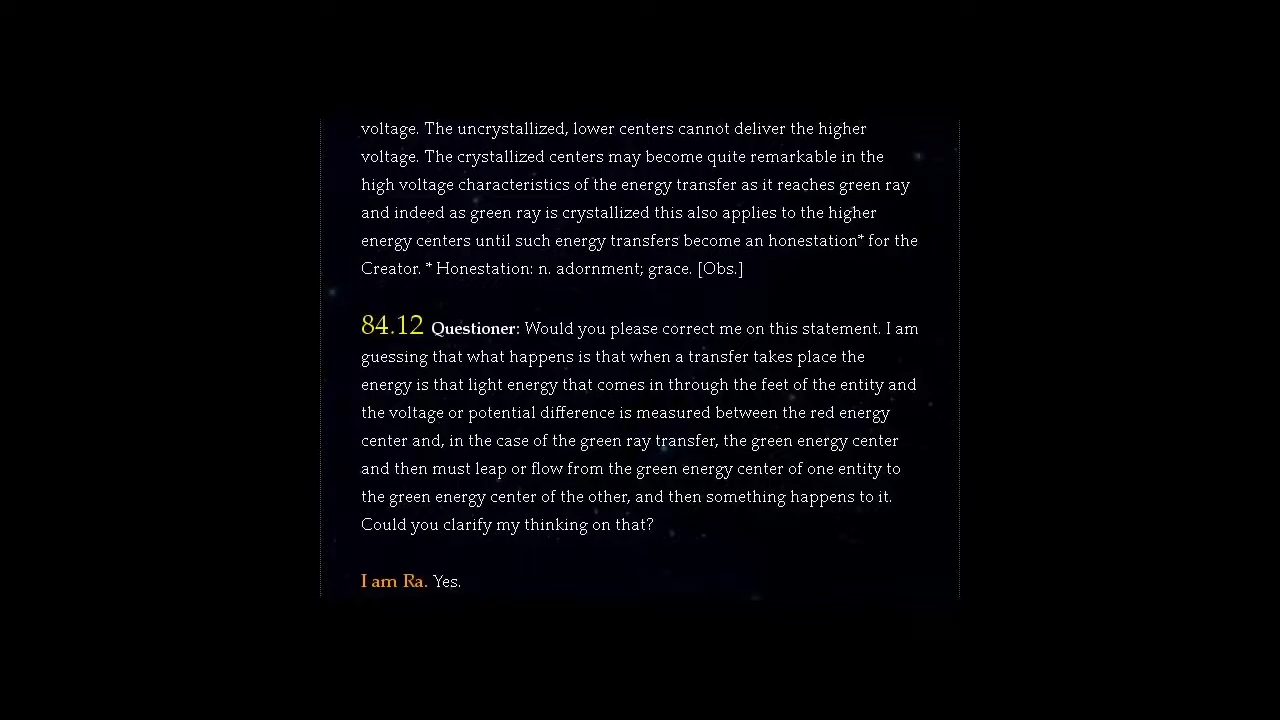 voltage. The uncrystallized, lower centers cannot deliver the higher
voltage. The crystallized centers may become quite remarkable in the
high voltage characteristics of the energy transfer as it reaches green ray
and indeed as green ray is crystallized this also applies to the higher
energy centers until such energy transfers become an honestation* for the
Creator. * Honestation: n. adornment; grace. [Obs.]
84.12 Questioner: Would you please correct me on this statement. I am
guessing that what happens is that when a transfer takes place the
energy is that light energy that comes in through the feet of the entity and
the voltage or potential difference is measured between the red energy
center and, in the case of the green ray transfer, the green energy center
and then must leap or flow from the green energy center of one entity to
the green energy center of the other, and then something happens to it.
Could you clarify my thinking on that?
I am Ra. Yes.